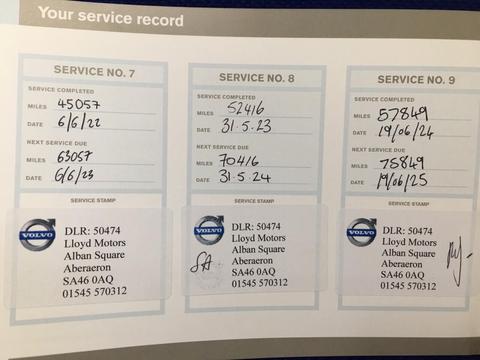 Your service record
SERVICE NO. 7
SERVICE COMPLETED
MILES 45057
DATE 6/6/22
NEXT SERVICE DUE
MILES 63057
DATE 6/6/23
SERVICE STAMP
VOLVO
DLR: 50474
Lloyd Motors
Alban Square
Aberaeron
SA46 0AQ
01545 570312
SERVICE NO. 8
SERVICE COMPLETED
MILES 52416
DATE 31.5.23
NEXT SERVICE DUE
MILES 70416
DATE 31.5.24
SERVICE STAMP
VOLVO
DLR: 50474
Lloyd Motors
Alban Square
Aberaeron
SA46 0AQ
01545 570312
SERVICE NO. 9
SERVICE COMPLETED
MILES 57849
DATE 19/06/24
NEXT SERVICE DUE
MILES 75849
DATE 19/06/25
SERVICE STAMP
VOLVO
DLR: 50474
Lloyd Motors
Alban Square
Aberaeron
SA46 0AQ
01545 570312